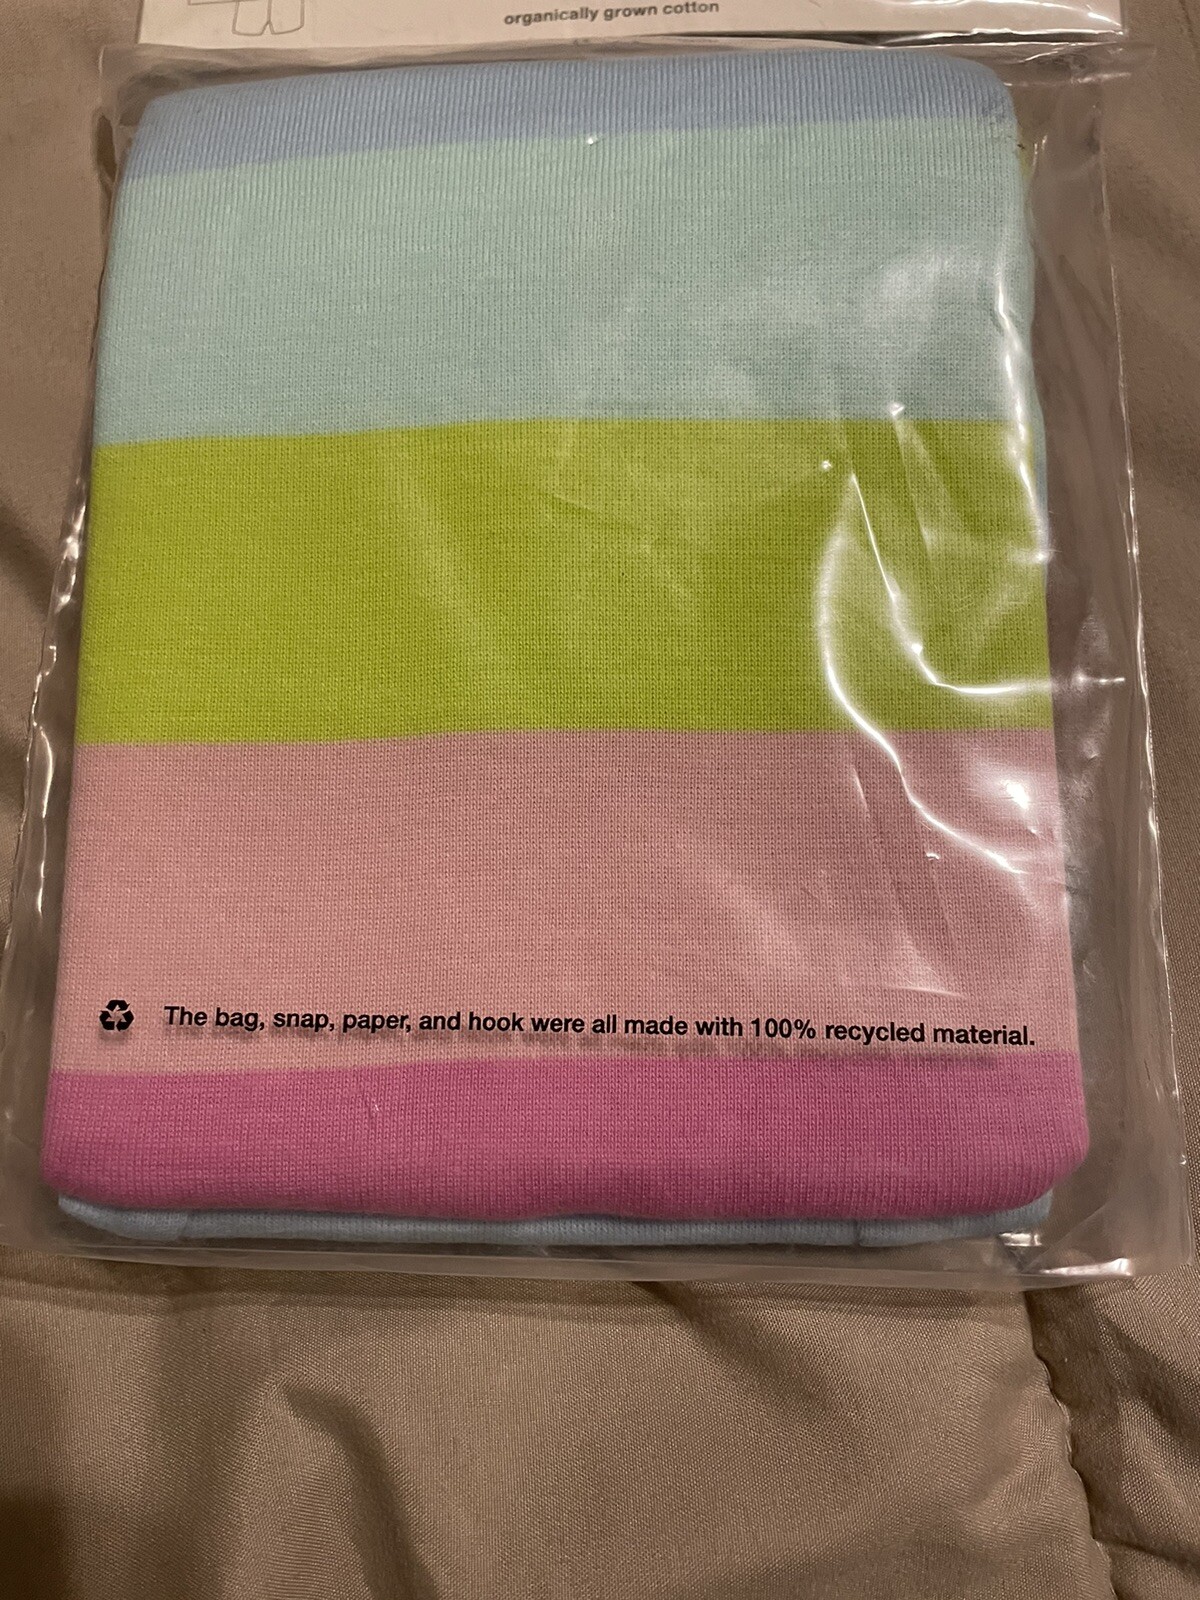 organically grown cotton
The bag, snap, paper, and hook were all made with 100% recycled material.